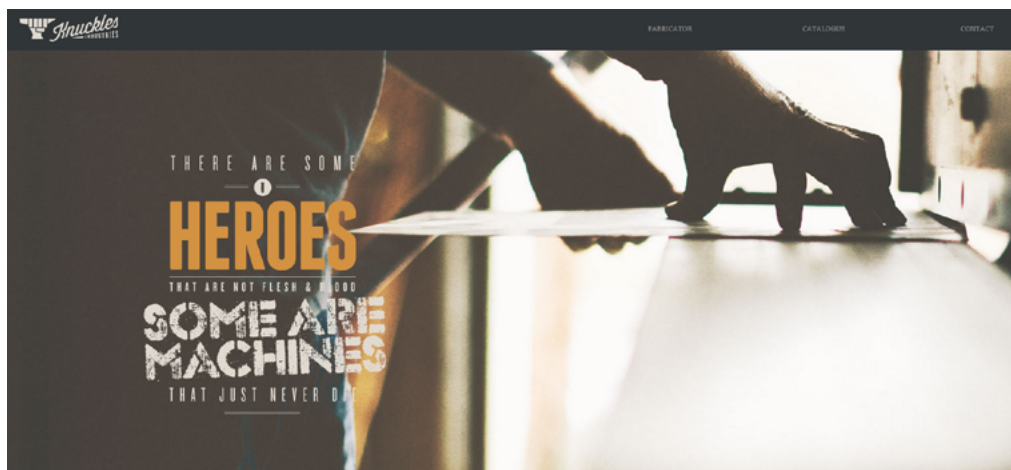 Knuckles
INDUSTRIES
FABRICATOR
CATALOGUE
CONTACT
THERE ARE SOME
HEROES
THAT ARE NOT FLESH & BLOOD
SOME ARE
MACHINES
THAT JUST NEVER DIE